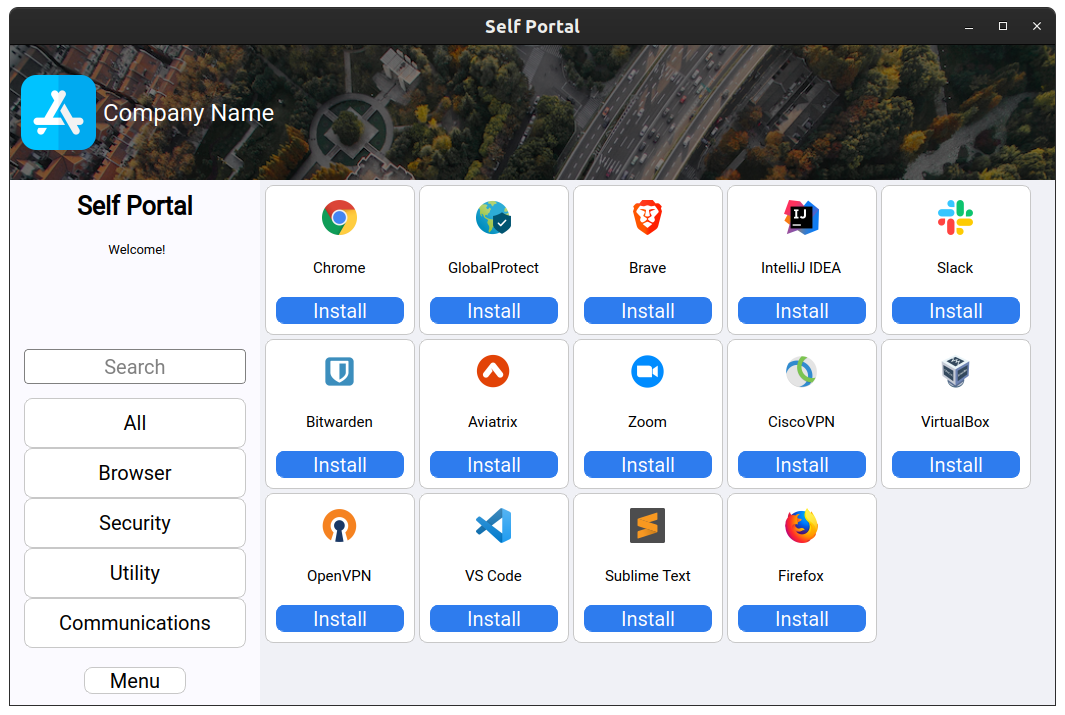 Self Portal
Company Name
Self Portal
Welcome!
Search
All
Browser
Security
Utility
Communications
Menu
Chrome
Install
GlobalProtect
Install
Brave
Install
IJ
IntelliJ IDEA
Install
Slack
Install
Bitwarden
Install
Aviatrix
Install
Zoom
Install
CiscoVPN
Install
VirtualBox
Install
OpenVPN
Install
VS Code
Install
Sublime Text
Install
Firefox
Install